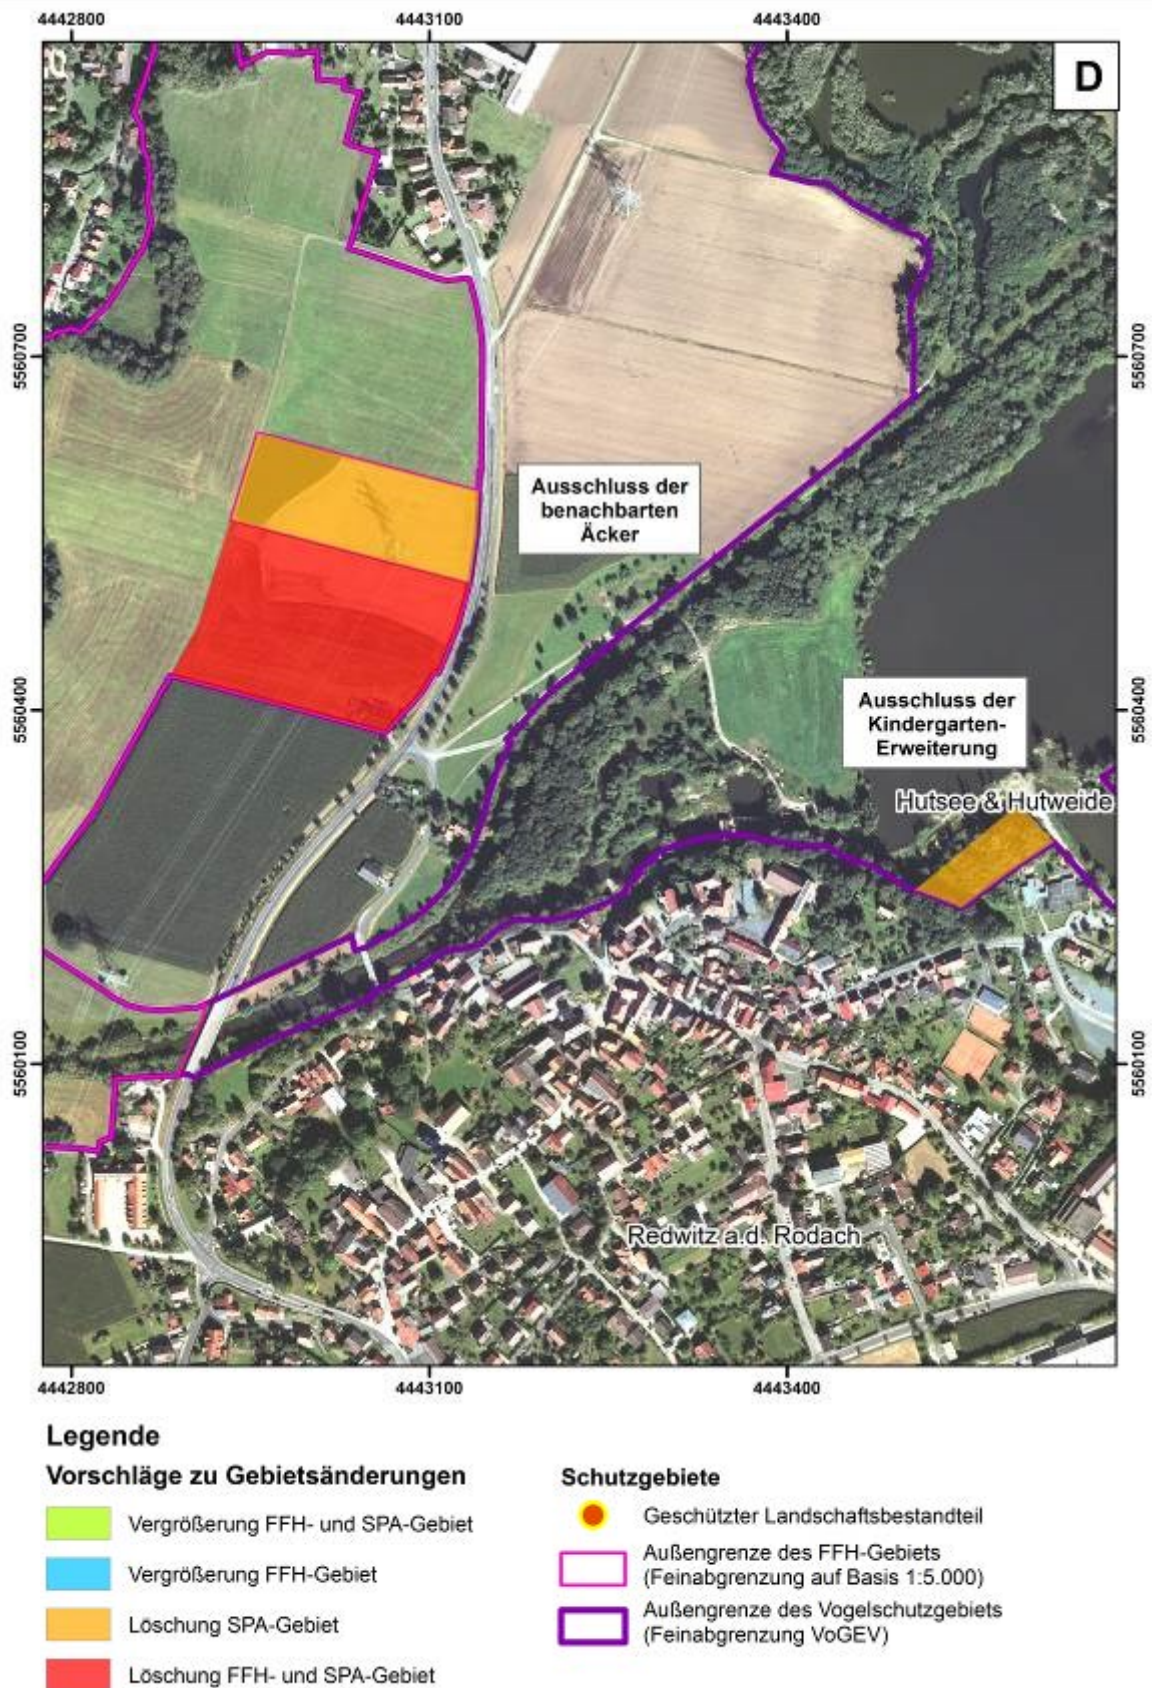 4442800
4443100
4443400
D
5560700
5560700
Ausschluss der
benachbarten
Äcker
5560400
5560400
Ausschluss der
Kindergarten-
Erweiterung
Hutsee & Hutweide
5560100
5560100
Redwitz a.d. Rodach
4442800
4443100
4443400
Legende
Vorschläge zu Gebietsänderungen
Vergrößerung FFH- und SPA-Gebiet
Vergrößerung FFH-Gebiet
Löschung SPA-Gebiet
Löschung FFH- und SPA-Gebiet
Schutzgebiete
Geschützter Landschaftsbestandteil
Außengrenze des FFH-Gebiets
(Feinabgrenzung auf Basis 1:5.000)
Außengrenze des Vogelschutzgebiets
(Feinabgrenzung VoGEV)